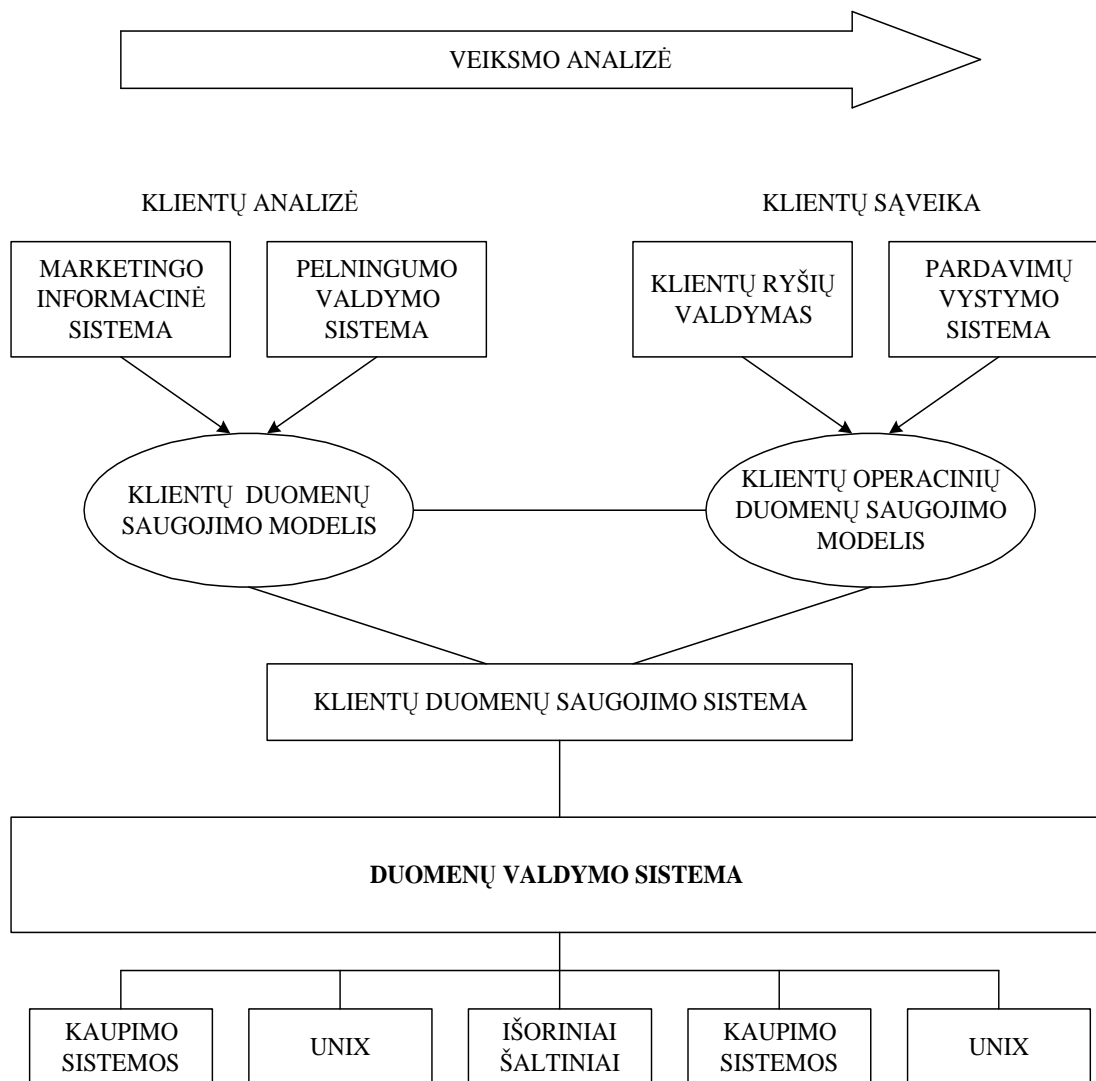 VEIKSMO ANALIZĖ
KLIENTŲ ANALIZĖ
KLIENTŲ SĄVEIKA
MARKETINGO
INFORMACINĖ
SISTEMA
PELNINGUMO
VALDYMO
SISTEMA
KLIENTŲ RYŠIŲ
VALDYMAS
PARDAVIMŲ
VYSTYMO
SISTEMA
KLIENTŲ DUOMENŲ
SAUGOJIMO MODELIS
KLIENTŲ OPERACINIŲ
DUOMENŲ SAUGOJIMO
MODELIS
KLIENTŲ DUOMENŲ SAUGOJIMO SISTEMA
DUOMENŲ VALDYMO SISTEMA
KAUPIMO
SISTEMOS
UNIX
IŠORINIAI
ŠALTINIAI
KAUPIMO
SISTEMOS
UNIX